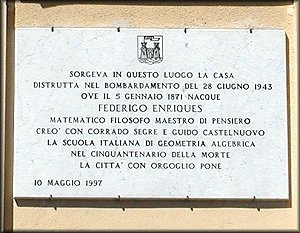 SORGEVA IN QUESTO LUOGO LA CASA
DISTRUTTA NEL BOMBARDAMENTO DEL 28 GIUGNO 1943
OVE IL 5 GENNAIO 1871 NACQUE
FEDERIGO ENRIQUES
MATEMATICO FILOSOFO MAESTRO DI PENSIERO
CREO' CON CORRADO SEGRE E GUIDO CASTELNUOVO
LA SCUOLA ITALIANA DI GEOMETRIA ALGEBRICA
NEL CINQUANTENARIO DELLA MORTE
LA CITTA' CON ORGOGLIO PONE
10 MAGGIO 1997